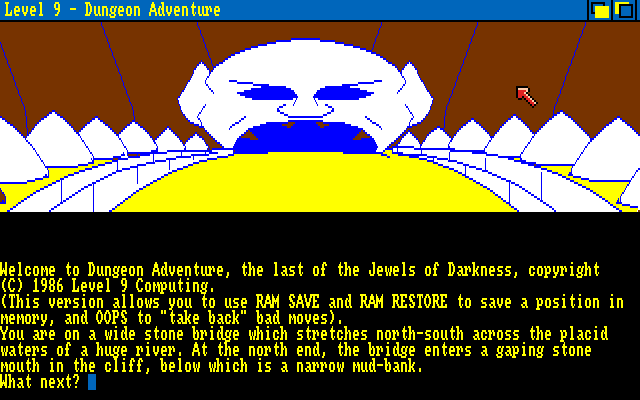 Level 9 - Dungeon Adventure
Welcome to Dungeon Adventure, the last of the Jewels of Darkness, copyright
(C) 1986 Level 9 Computing.
(This version allows you to use RAM SAVE and RAM RESTORE to save a position in
memory, and OOPS to "take back" bad moves).
You are on a wide stone bridge which stretches north-south across the placid
waters of a huge river. At the north end, the bridge enters a gaping stone
mouth in the cliff, below which is a narrow mud-bank.
What next?